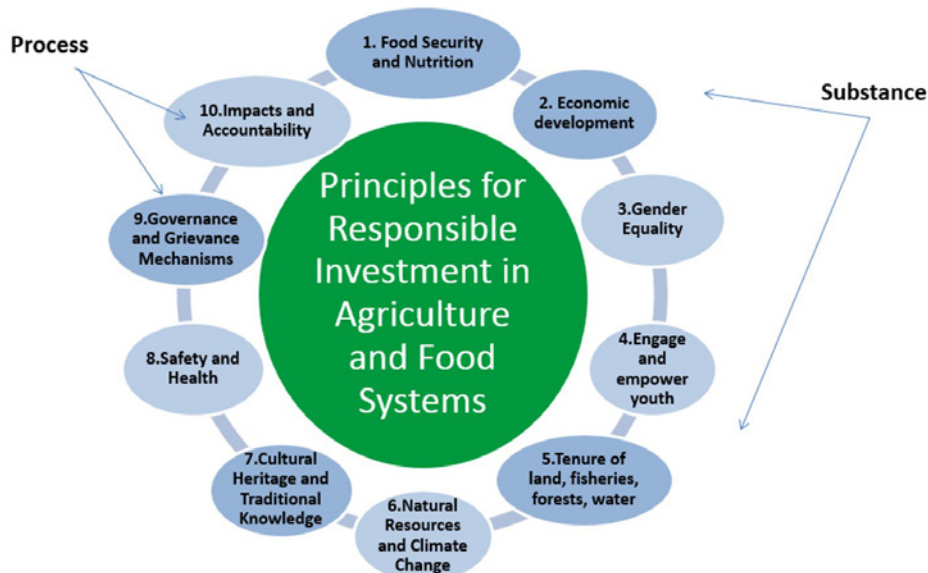 Process
Substance
Principles for
Responsible
Investment in
Agriculture
and Food
Systems
1. Food Security
and Nutrition
2. Economic
development
3.Gender
Equality
4.Engage
and
empower
youth
5.Tenure of
land, fisheries,
forests, water
6.Natural
Resources
and Climate
Change
7.Cultural
Heritage and
Traditional
Knowledge
8.Safety and
Health
9.Governance
and Grievance
Mechanisms
10.Impacts and
Accountability